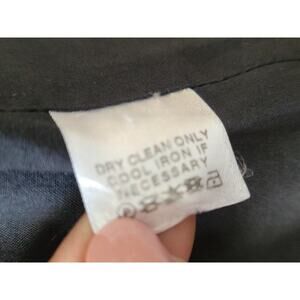 DRY CLEAN ONLY
COOL IRON IF
NECESSARY